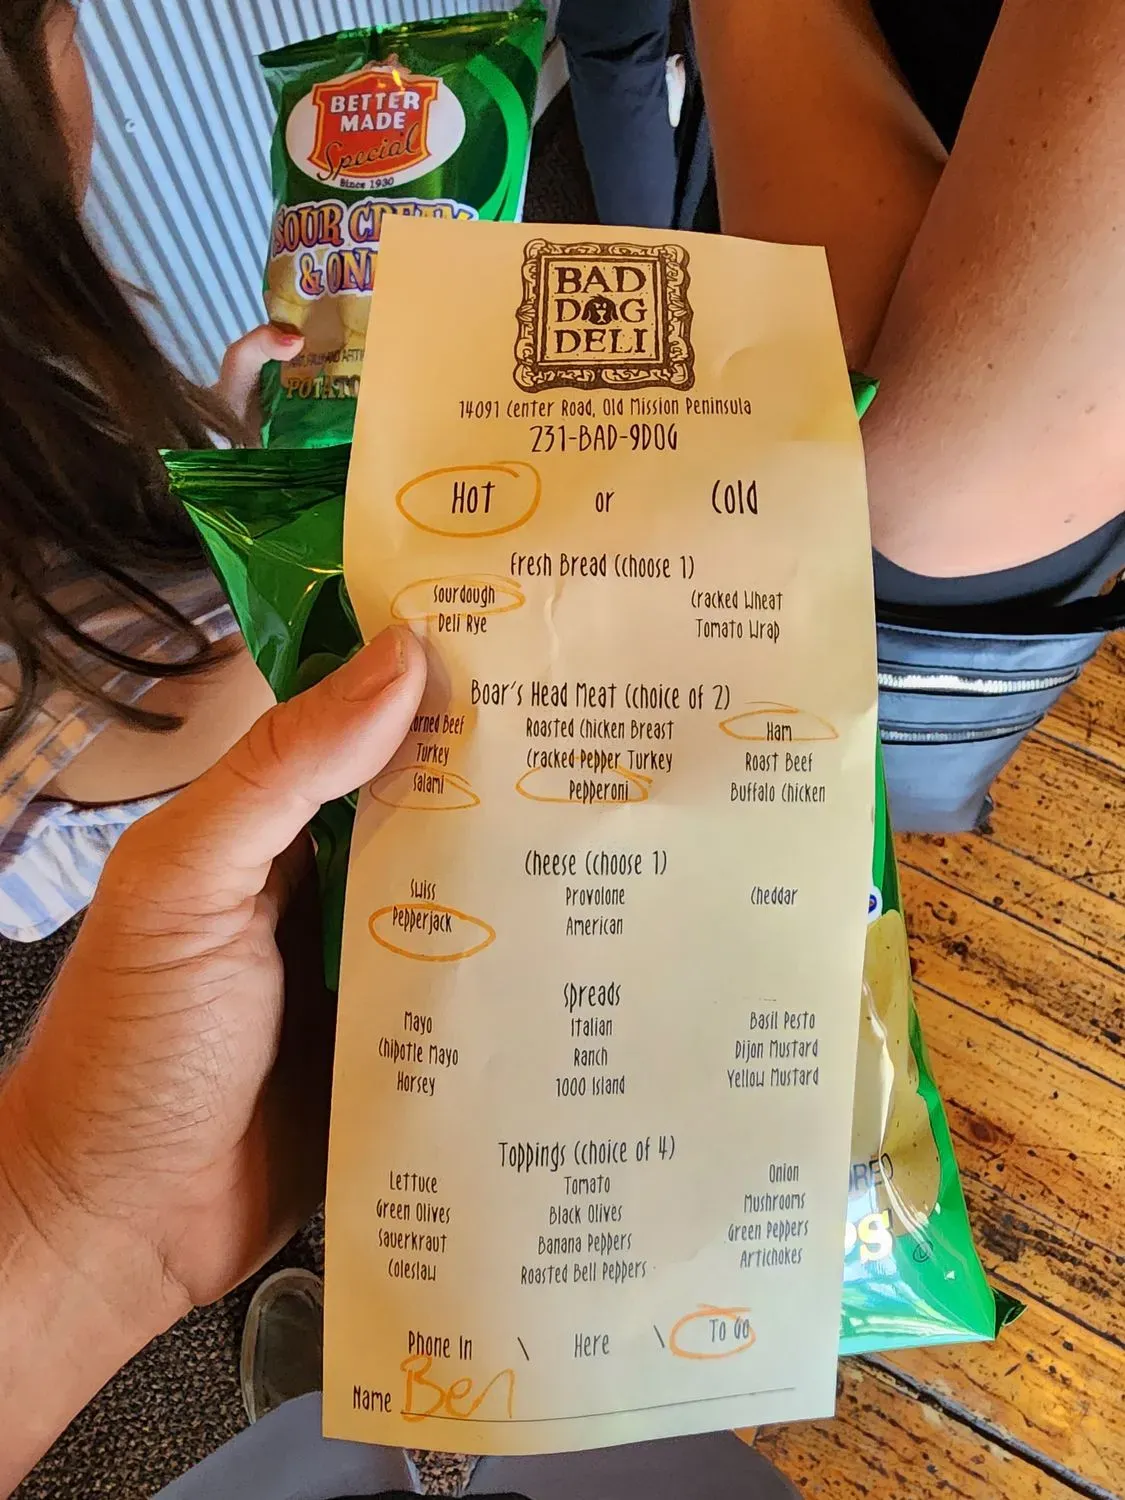 BETTER
MADE
Special
Since 1930
SOUR CREAM
& ONI
POTATO
BAD
DOG
DELI
14091 Center Road, Old Mission Peninsula
231-BAD-9DOG
Hot or Cold
Fresh Bread (choose 1)
Sourdough Cracked Wheat
Deli Rye Tomato Wrap
Boar's Head Meat (choice of 2)
Corned Beef Roasted Chicken Breast Ham
Turkey Cracked Pepper Turkey Roast Beef
Salami Pepperoni Buffalo Chicken
Cheese (choose 1)
Swiss Provolone Cheddar
Pepperjack American
Spreads
Mayo Italian Basil Pesto
Chipotle Mayo Ranch Dijon Mustard
Horsey 1000 Island Yellow Mustard
Toppings (choice of 4)
Lettuce Tomato Onion
Green Olives Black Olives Mushrooms
Sauerkraut Banana Peppers Green Peppers
Coleslaw Roasted Bell Peppers Artichokes
Phone In \ Here \ To Go
Name Ben